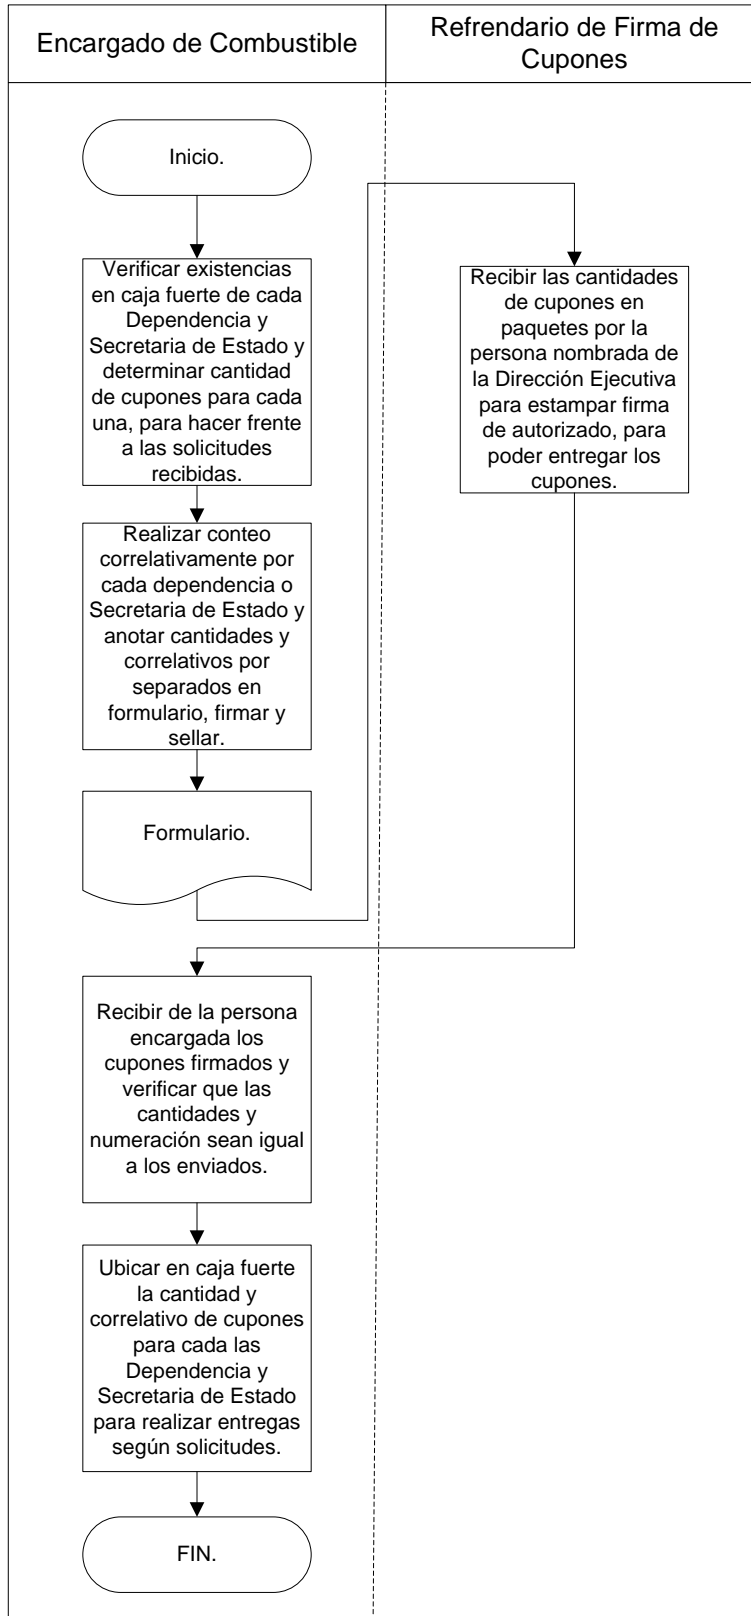 Encargado de Combustible
Refrendario de Firma de
Cupones
Inicio.
Verificar existencias
en caja fuerte de cada
Dependencia y
Secretaria de Estado y
determinar cantidad
de cupones para cada
una, para hacer frente
a las solicitudes
recibidas.
Realizar conteo
correlativamente por
cada dependencia o
Secretaria de Estado y
anotar cantidades y
correlativos por
separados en
formulario, firmar y
sellar.
Formulario.
Recibir las cantidades
de cupones en
paquetes por la
persona nombrada de
la Dirección Ejecutiva
para estampar firma
de autorizado, para
poder entregar los
cupones.
Recibir de la persona
encargada los
cupones firmados y
verificar que las
cantidades y
numeración sean igual
a los enviados.
Ubicar en caja fuerte
la cantidad y
correlativo de cupones
para cada las
Dependencia y
Secretaria de Estado
para realizar entregas
según solicitudes.
FIN.